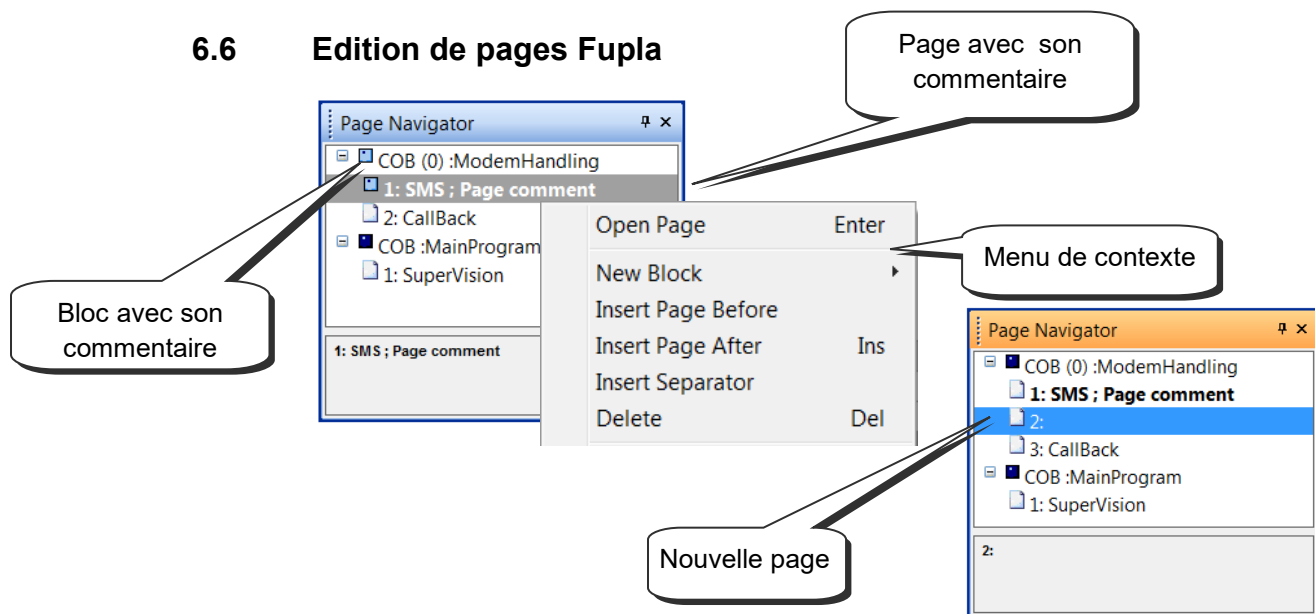 6.6 Edition de pages Fupla
Page avec son
commentaire
Page Navigator
COB (0) :ModemHandling
1: SMS ; Page comment
2: CallBack
COB :MainProgram
1: SuperVision
1: SMS ; Page comment
Open Page Enter
New Block
Insert Page Before
Insert Page After Ins
Insert Separator
Delete Del
Menu de contexte
Bloc avec son
commentaire
Page Navigator
COB (0) :ModemHandling
1: SMS ; Page comment
2:
3: CallBack
COB :MainProgram
1: SuperVision
2:
Nouvelle page